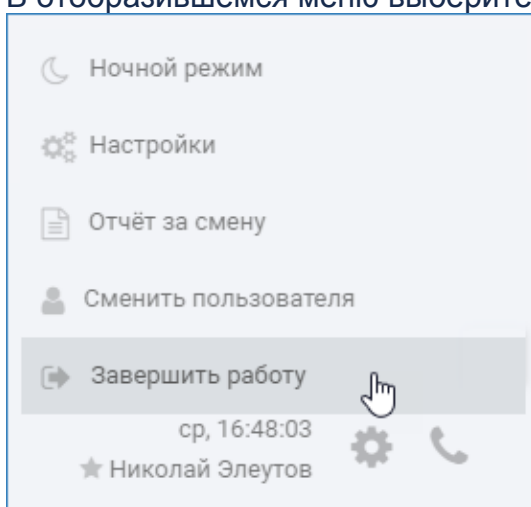 В отобразившемся меню выберите
Ночной режим
Настройки
Отчёт за смену
Сменить пользователя
Завершить работу
ср, 16:48:03
Николай Элеутов